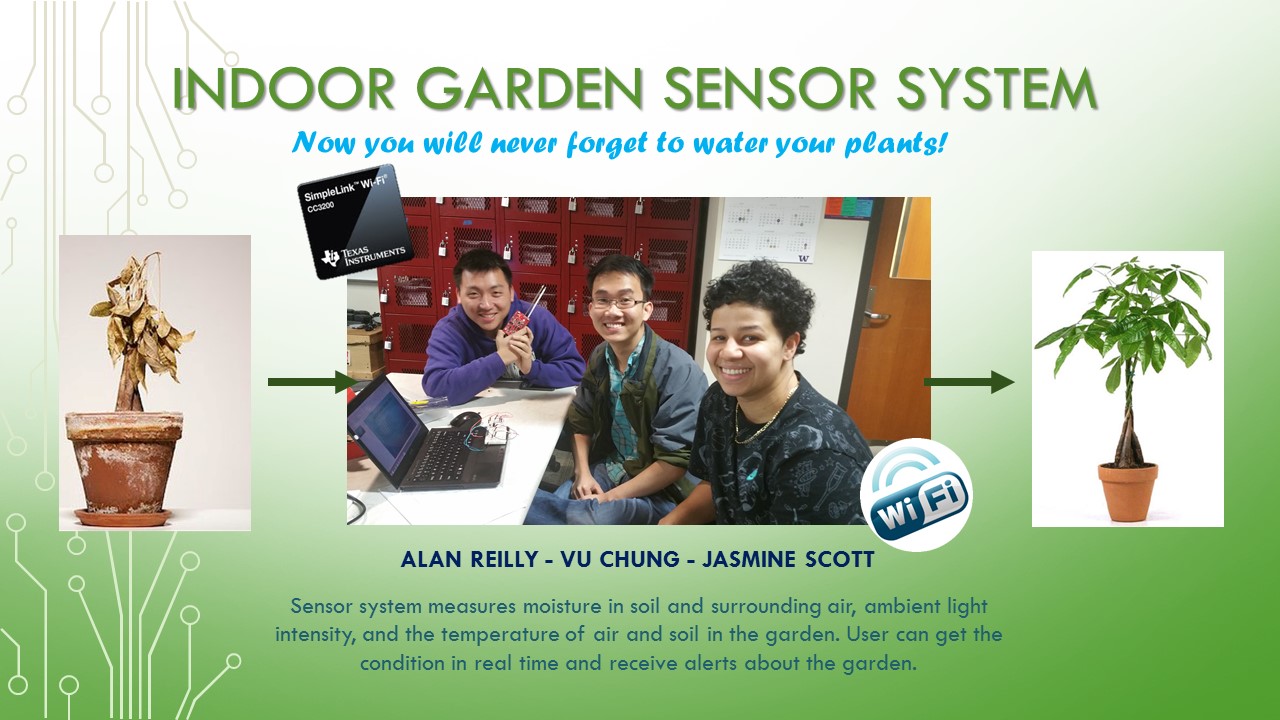 INDOOR GARDEN SENSOR SYSTEM
Now you will never forget to water your plants!
SimpleLink™ Wi-Fi®
CC3200
TEXAS
INSTRUMENTS
W
Wi Fi
ALAN REILLY - VU CHUNG - JASMINE SCOTT
Sensor system measures moisture in soil and surrounding air, ambient light
intensity, and the temperature of air and soil in the garden. User can get the
condition in real time and receive alerts about the garden.